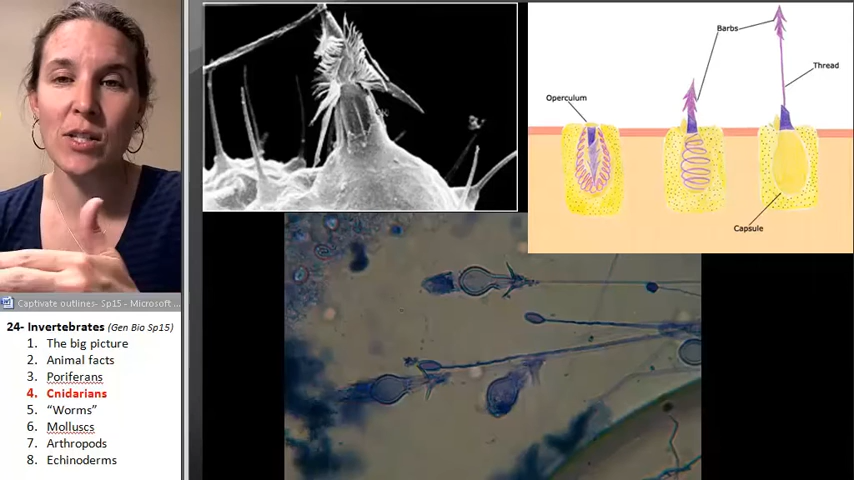 Captivate outlines- Sp15 - Microsoft ...
24- Invertebrates (Gen Bio Sp15)
1. The big picture
2. Animal facts
3. Poriferans
4. Cnidarians
5. “Worms”
6. Molluscs
7. Arthropods
8. Echinoderms
Barbs
Thread
Operculum
Capsule